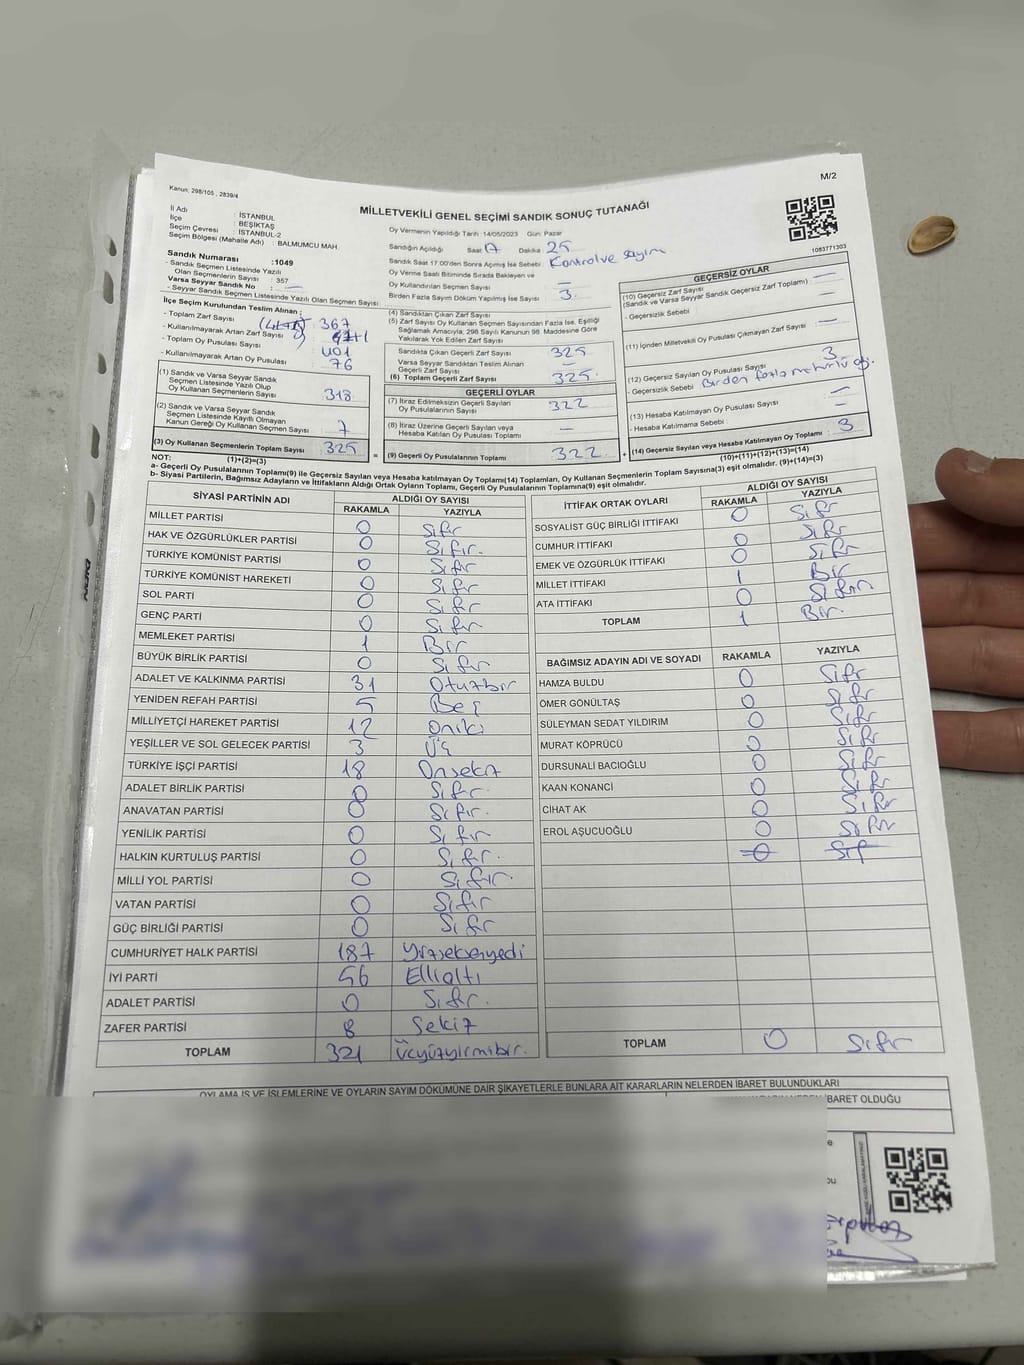 M/2
Kanun: 298/105 , 2839/4
MİLLETVEKİLİ GENEL SEÇİMİ SANDIK SONUÇ TUTANAĞI
İl Adı : İSTANBUL
İlçe : BEŞİKTAŞ
Seçim Çevresi : İSTANBUL-2
Seçim Bölgesi (Mahalle Adı) : BALMUMCU MAH.
Sandık Numarası :1049
- Sandık Seçmen Listesinde Yazılı
Olan Seçmenlerin Sayısı : 357
Varsa Seyyar Sandık No : —
- Seyyar Sandık Seçmen Listesinde Yazılı Olan Seçmen Sayısı
İlçe Seçim Kurulundan Teslim Alınan :
- Toplam Zarf Sayısı : 367
- Kullanılmayarak Artan Zarf Sayısı :
- Toplam Oy Pusulası Sayısı : 401
- Kullanılmayarak Artan Oy Pusulası : 76
(1) Sandık ve Varsa Seyyar Sandık
Seçmen Listesinde Yazılı Olup
Oy Kullanan Seçmenlerin Sayısı 318
(2) Sandık ve Varsa Seyyar Sandık
Seçmen Listesinde Kayıtlı Olmayan
Kanun Gereği Oy Kullanan Seçmen Sayısı 7
(3) Oy Kullanan Seçmenlerin Toplam Sayısı 325
(1)+(2)=(3)
Oy Vermenin Yapıldığı Tarih :14/05/2023 Gün: Pazar
Sandığın Açıldığı Saat 17 Dakika 25
Sandık Saat 17.00'den Sonra Açılmış İse Sebebi : Kontrol ve sayım
Oy Verme Saati Bitiminde Sırada Bekleyen ve
Oy Kullandırılan Seçmen Sayısı : —
Birden Fazla Sayım Döküm Yapılmış İse Sayısı : 3
(4) Sandıktan Çıkan Zarf Sayısı
(5) Zarf Sayısı Oy Kullanan Seçmen Sayısından Fazla İse, Eşitliği
Sağlamak Amacıyla, 298 Sayılı Kanunun 98. Maddesine Göre
Yakılarak Yok Edilen Zarf Sayısı
Sandıkta Çıkan Geçerli Zarf Sayısı 325
Varsa Seyyar Sandıktan Teslim Alınan
Geçerli Zarf Sayısı —
(6) Toplam Geçerli Zarf Sayısı 325
GEÇERLİ OYLAR
(7) İtiraz Edilmeksizin Geçerli Sayılan
Oy Pusulalarının Sayısı 322
(8) İtiraz Üzerine Geçerli Sayılan veya
Hesaba Katılan Oy Pusulası Toplamı —
(9) Geçerli Oy Pusulaları Toplamı 322
1083771303
GEÇERSİZ OYLAR
(10) Geçersiz Zarf Sayısı
(Sandık ve Varsa Seyyar Sandık Geçersiz Zarf Toplamı) : —
- Geçersizlik Sebebi : —
(11) İçinden Milletvekili Oy Pusulası Çıkmayan Zarf Sayısı : —
(12) Geçersiz Sayılan Oy Pusulası Sayısı : 3
- Geçersizlik Sebebi : Birden fazla
(13) Hesaba Katılmayan Oy Pusulası Sayısı : —
- Hesaba Katılmama Sebebi : —
(14) Geçersiz Sayılan veya Hesaba Katılmayan Oy Toplamı : 3
(10)+(11)+(12)+(13)=(14)
NOT:
a- Geçerli Oy Pusulalarının Toplamı(9) ile Geçersiz Sayılan veya Hesaba katılmayan Oy Toplamı(14) Toplamları, Oy Kullanan Seçmenlerin Toplam Sayısına(3) eşit olmalıdır. (9)+(14)=(3)
b- Siyasi Partilerin, Bağımsız Adayların ve İttifakların Aldığı Ortak Oyların Toplamı, Geçerli Oy Pusulalarının Toplamına(9) eşit olmalıdır.
SİYASİ PARTİNİN ADI ALDIĞI OY SAYISI
RAKAMLA YAZIYLA
MİLLET PARTİSİ 0 Sıfır
HAK VE ÖZGÜRLÜKLER PARTİSİ 0 Sıfır.
TÜRKİYE KOMÜNİST PARTİSİ 0 Sıfır
TÜRKİYE KOMÜNİST HAREKETİ 0 Sıfır
SOL PARTİ 0 Sıfır
GENÇ PARTİ 0 Sıfır
MEMLEKET PARTİSİ 1 Bir
BÜYÜK BİRLİK PARTİSİ 0 Sıfır
ADALET VE KALKINMA PARTİSİ 31 Otuzbir
YENİDEN REFAH PARTİSİ 5 Beş
MİLLİYETÇİ HAREKET PARTİSİ 12 Oniki
YEŞİLLER VE SOL GELECEK PARTİSİ 3 Üç
TÜRKİYE İŞÇİ PARTİSİ 18 Onsekiz
ADALET BİRLİK PARTİSİ 0 Sıfır.
ANAVATAN PARTİSİ 0 Sıfır.
YENİLİK PARTİSİ 0 Sıfır
HALKIN KURTULUŞ PARTİSİ 0 Sıfır.
MİLLİ YOL PARTİSİ 0 Sıfır.
VATAN PARTİSİ 0 Sıfır
GÜÇ BİRLİĞİ PARTİSİ 0 Sıfır
CUMHURİYET HALK PARTİSİ 187 Yüzseksenyedi
İYİ PARTİ 56 Ellialtı
ADALET PARTİSİ 0 Sıfır.
ZAFER PARTİSİ 8 Sekiz
TOPLAM 321 Üçyüzyirmibir.
İTTİFAK ORTAK OYLARI ALDIĞI OY SAYISI
RAKAMLA YAZIYLA
SOSYALİST GÜÇ BİRLİĞİ İTTİFAKI 0 Sıfır
CUMHUR İTTİFAKI 0 Sıfır
EMEK VE ÖZGÜRLÜK İTTİFAKI 0 Sıfır
MİLLET İTTİFAKI 1 Bir
ATA İTTİFAKI 0 Sıfır
TOPLAM 1 Bir.
BAĞIMSIZ ADAYIN ADI VE SOYADI RAKAMLA YAZIYLA
HAMZA BULDU 0 Sıfır
ÖMER GÖNÜLTAŞ 0 Sıfır
SÜLEYMAN SEDAT YILDIRIM 0 Sıfır
MURAT KÖPRÜCÜ 0 Sıfır
DURSUNALİ BACIOĞLU 0 Sıfır
KAAN KONANCİ 0 Sıfır
CİHAT AK 0 Sıfır
EROL AŞUCUOĞLU 0 Sıfır
0 Sıf
TOPLAM 0 Sıfır
OYLAMA İŞ VE İŞLEMLERİNE VE OYLARIN SAYIM DÖKÜMÜNE DAİR ŞİKAYETLERLE BUNLARA AİT KARARLARIN NELERDEN İBARET BULUNDUKLARI
İBARET OLDUĞU